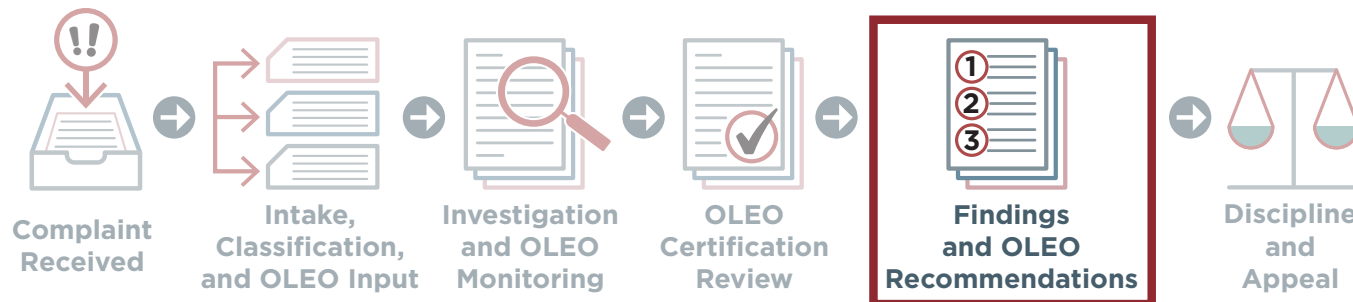 !!
Complaint
Received
Intake,
Classification,
and OLEO Input
Investigation
and OLEO
Monitoring
OLEO
Certification
Review
1
2
3
Findings
and OLEO
Recommendations
Discipline
and
Appeal